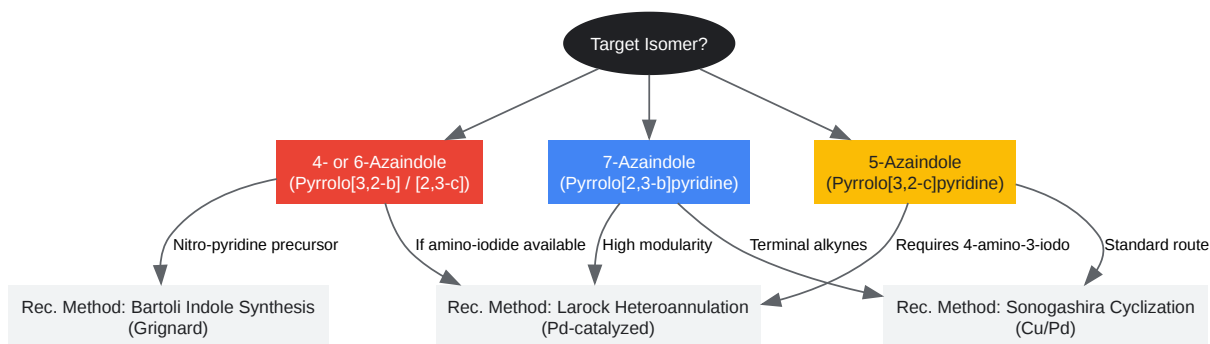 Target Isomer?
4- or 6-Azaindole
(Pyrrolo[3,2-b] / [2,3-c])
7-Azaindole
(Pyrrolo[2,3-b]pyridine)
5-Azaindole
(Pyrrolo[3,2-c]pyridine)
Nitro-pyridine precursor
If amino-iodide available
High modularity
Terminal alkynes
Requires 4-amino-3-iodo
Standard route
Rec. Method: Bartoli Indole Synthesis
(Grignard)
Rec. Method: Larock Heteroannulation
(Pd-catalyzed)
Rec. Method: Sonogashira Cyclization
(Cu/Pd)